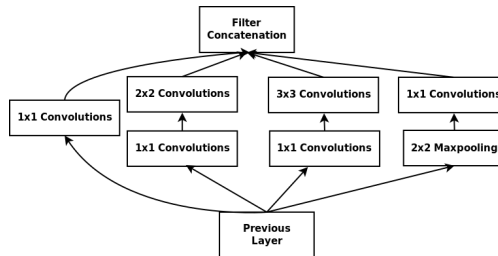 Filter
Concatenation
2x2 Convolutions
3x3 Convolutions
1x1 Convolutions
1x1 Convolutions
1x1 Convolutions
1x1 Convolutions
2x2 Maxpooling
Previous
Layer